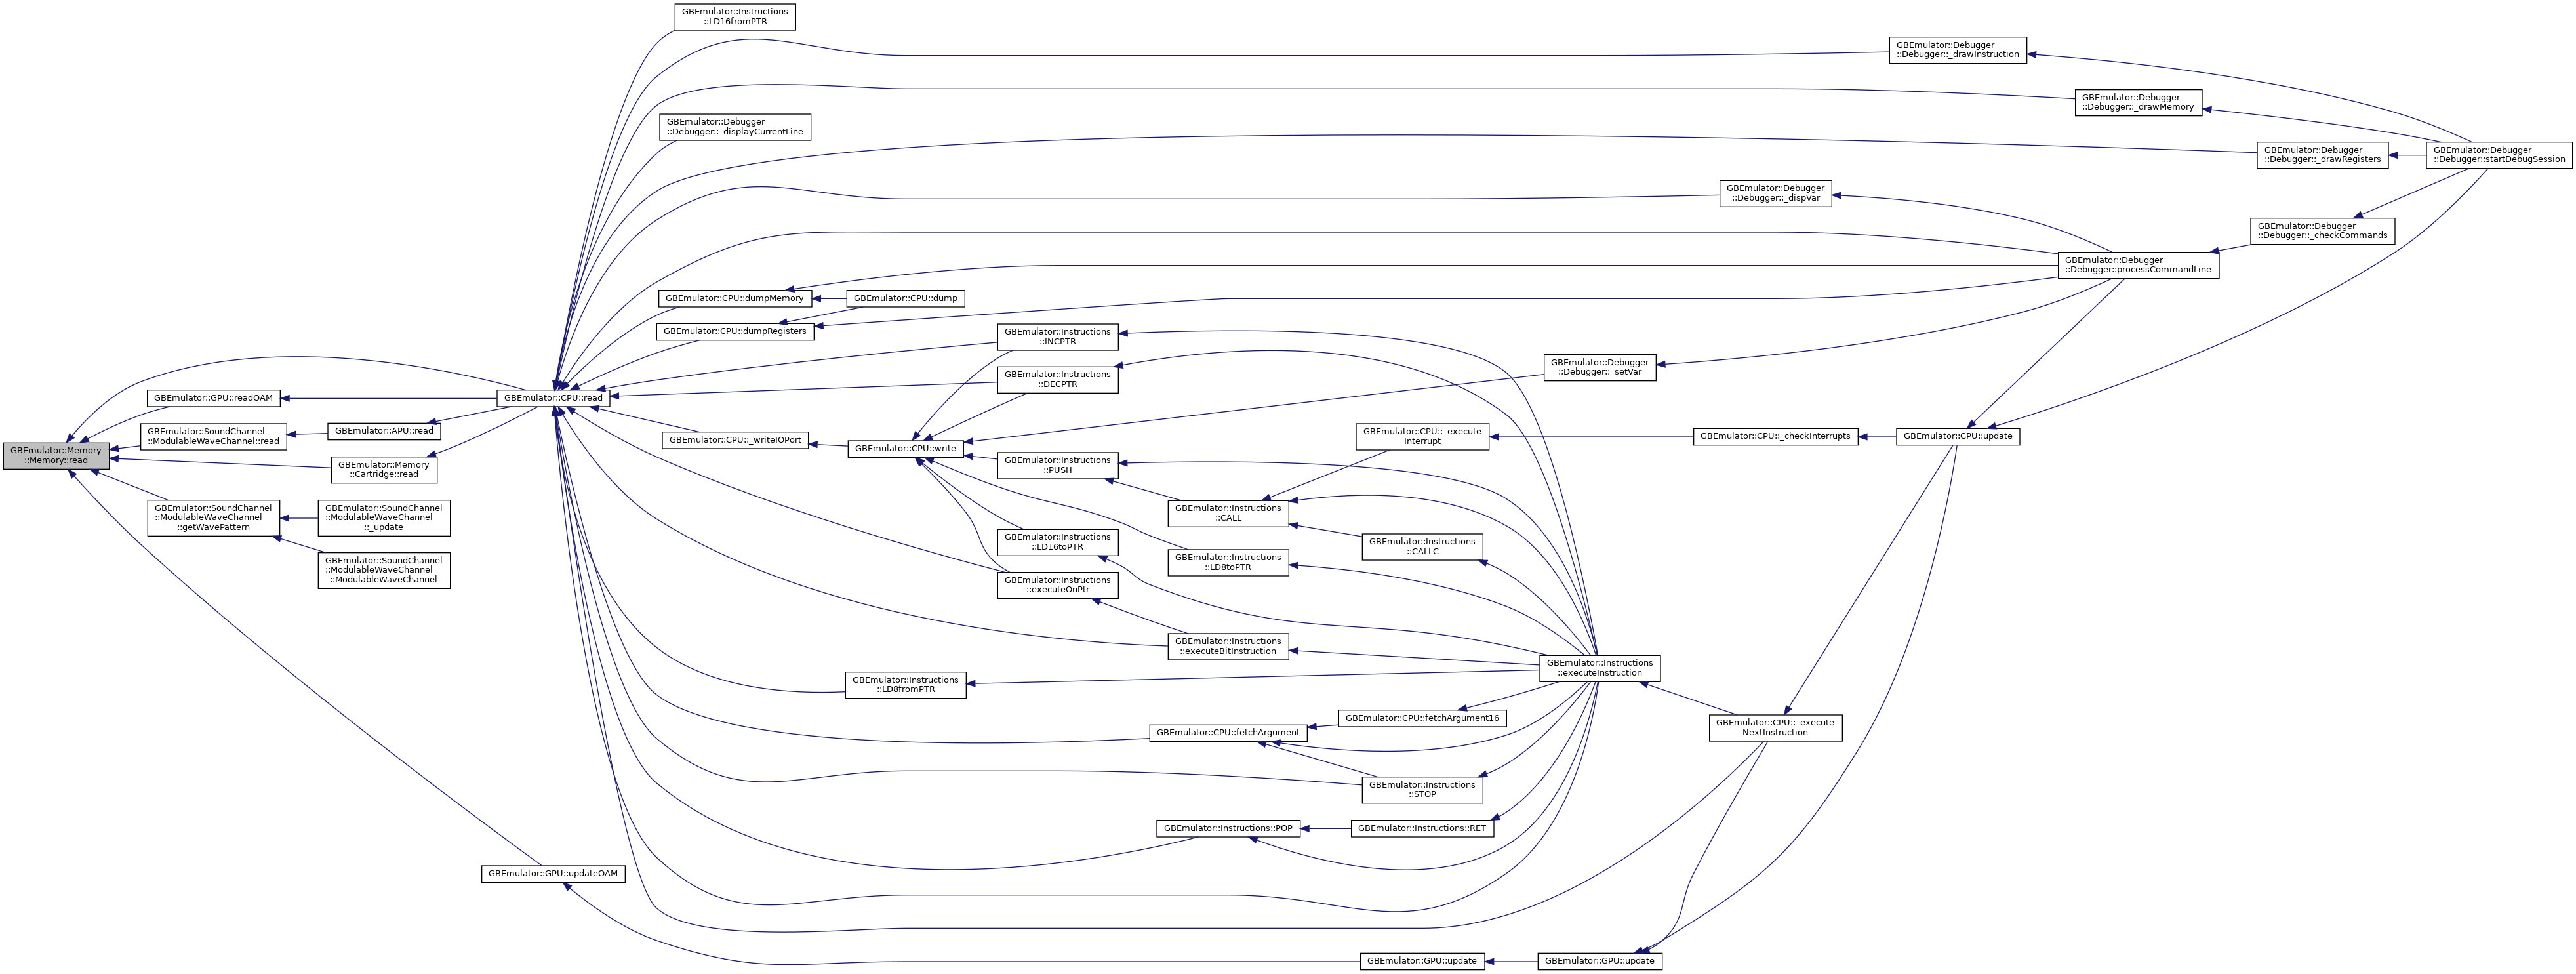 GBEmulator::Memory
::Memory::read
GBEmulator::GPU::readOAM
GBEmulator::SoundChannel
::ModulableWaveChannel::read
GBEmulator::APU::read
GBEmulator::Memory
::Cartridge::read
GBEmulator::SoundChannel
::ModulableWaveChannel
::getWavePattern
GBEmulator::SoundChannel
::ModulableWaveChannel
::_update
GBEmulator::SoundChannel
::ModulableWaveChannel
::ModulableWaveChannel
GBEmulator::GPU::updateOAM
GBEmulator::CPU::read
GBEmulator::Instructions
::LD16fromPTR
GBEmulator::Debugger
::Debugger::_displayCurrentLine
GBEmulator::CPU::dumpMemory
GBEmulator::CPU::dump
GBEmulator::CPU::dumpRegisters
GBEmulator::CPU::_writeIOPort
GBEmulator::CPU::write
GBEmulator::Instructions
::INCPTR
GBEmulator::Instructions
::DECPTR
GBEmulator::Instructions
::PUSH
GBEmulator::Instructions
::CALL
GBEmulator::Instructions
::LD16toPTR
GBEmulator::Instructions
::LD8toPTR
GBEmulator::Instructions
::executeOnPtr
GBEmulator::Instructions
::executeBitInstruction
GBEmulator::Instructions
::LD8fromPTR
GBEmulator::CPU::fetchArgument
GBEmulator::CPU::fetchArgument16
GBEmulator::Instructions
::STOP
GBEmulator::Instructions::POP
GBEmulator::Instructions::RET
GBEmulator::CPU::_execute
Interrupt
GBEmulator::Instructions
::CALLC
GBEmulator::GPU::update
GBEmulator::GPU::update
GBEmulator::Instructions
::executeInstruction
GBEmulator::CPU::_execute
NextInstruction
GBEmulator::Debugger
::Debugger::_setVar
GBEmulator::CPU::_checkInterrupts
GBEmulator::CPU::update
GBEmulator::Debugger
::Debugger::_dispVar
GBEmulator::Debugger
::Debugger::_drawInstruction
GBEmulator::Debugger
::Debugger::_drawMemory
GBEmulator::Debugger
::Debugger::_drawRegisters
GBEmulator::Debugger
::Debugger::processCommandLine
GBEmulator::Debugger
::Debugger::_checkCommands
GBEmulator::Debugger
::Debugger::startDebugSession